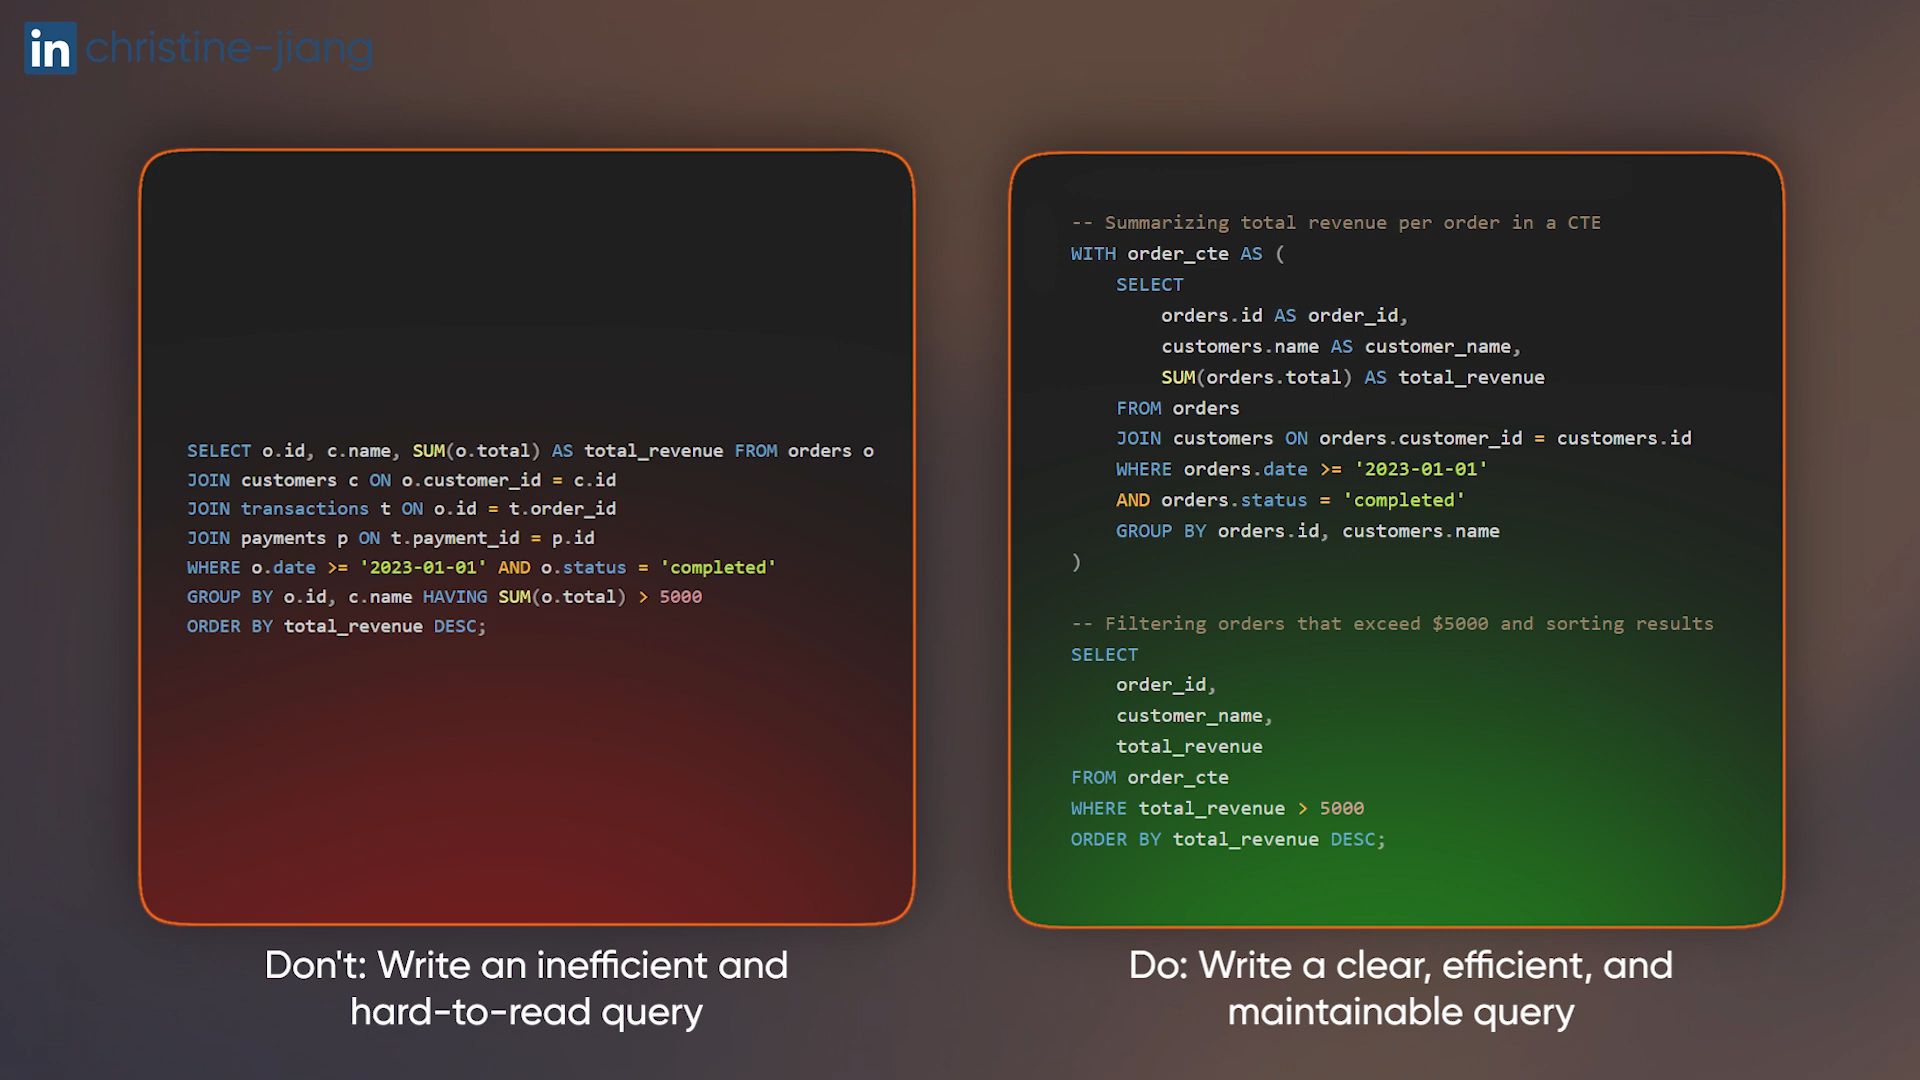 in christine-jiang
SELECT o.id, c.name, SUM(o.total) AS total_revenue FROM orders o
JOIN customers c ON o.customer_id = c.id
JOIN transactions t ON o.id = t.order_id
JOIN payments p ON t.payment_id = p.id
WHERE o.date >= '2023-01-01' AND o.status = 'completed'
GROUP BY o.id, c.name HAVING SUM(o.total) > 5000
ORDER BY total_revenue DESC;
Don't: Write an inefficient and
hard-to-read query
-- Summarizing total revenue per order in a CTE
WITH order_cte AS (
    SELECT
        orders.id AS order_id,
        customers.name AS customer_name,
        SUM(orders.total) AS total_revenue
    FROM orders
    JOIN customers ON orders.customer_id = customers.id
    WHERE orders.date >= '2023-01-01'
    AND orders.status = 'completed'
    GROUP BY orders.id, customers.name
)
-- Filtering orders that exceed $5000 and sorting results
SELECT
    order_id,
    customer_name,
    total_revenue
FROM order_cte
WHERE total_revenue > 5000
ORDER BY total_revenue DESC;
Do: Write a clear, efficient, and
maintainable query